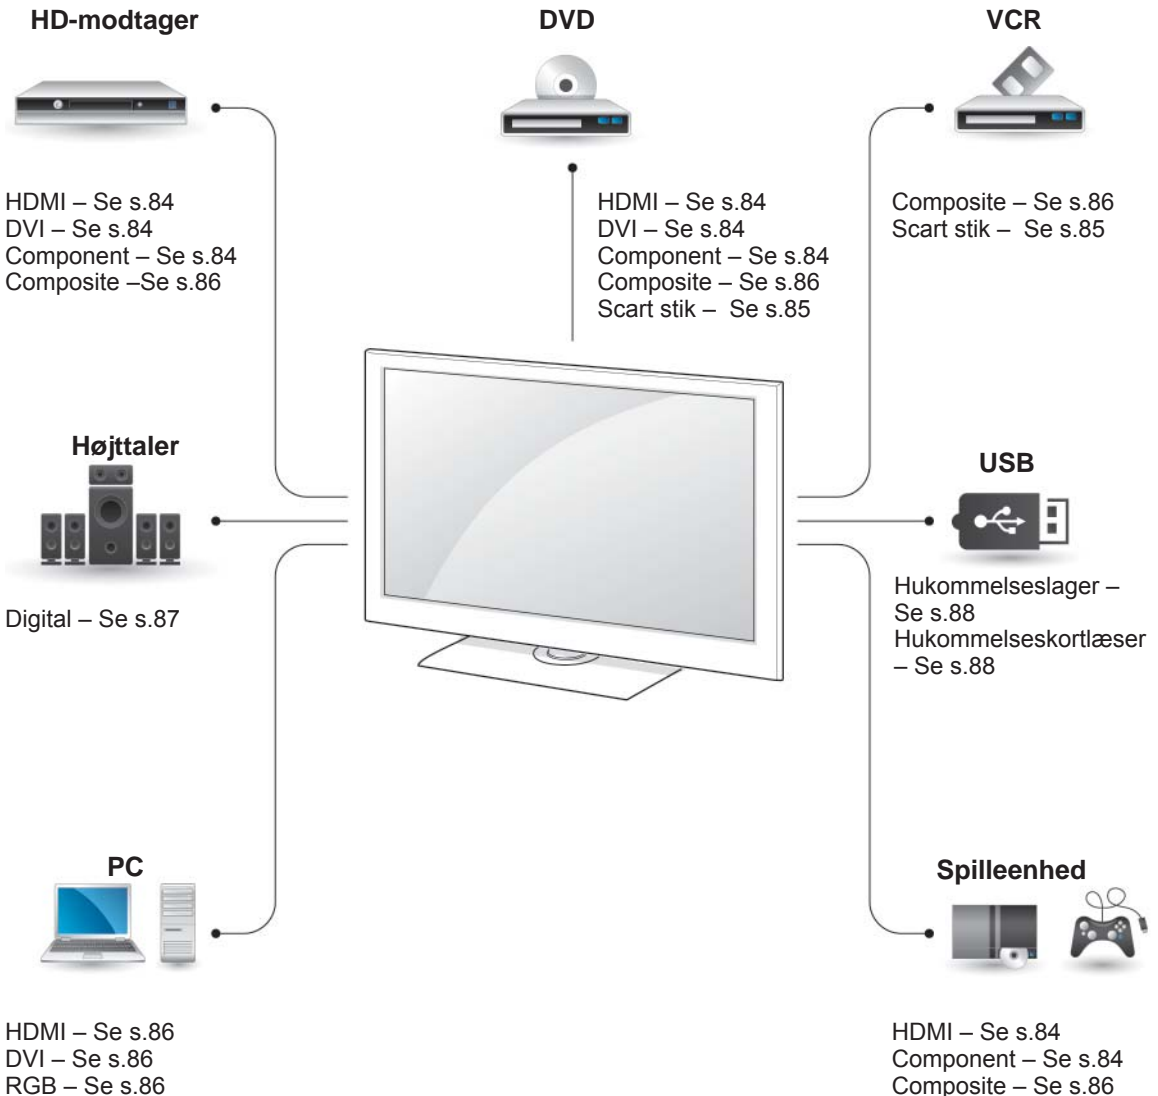 HD-modtager
HDMI – Se s.84
DVI – Se s.84
Component – Se s.84
Composite –Se s.86
DVD
HDMI – Se s.84
DVI – Se s.84
Component – Se s.84
Composite – Se s.86
Scart stik – Se s.85
VCR
Composite – Se s.86
Scart stik – Se s.85
Højttaler
Digital – Se s.87
USB
Hukommelseslager –
Se s.88
Hukommelseskortlæser
– Se s.88
PC
HDMI – Se s.86
DVI – Se s.86
RGB – Se s.86
Spilleenhed
HDMI – Se s.84
Component – Se s.84
Composite – Se s.86